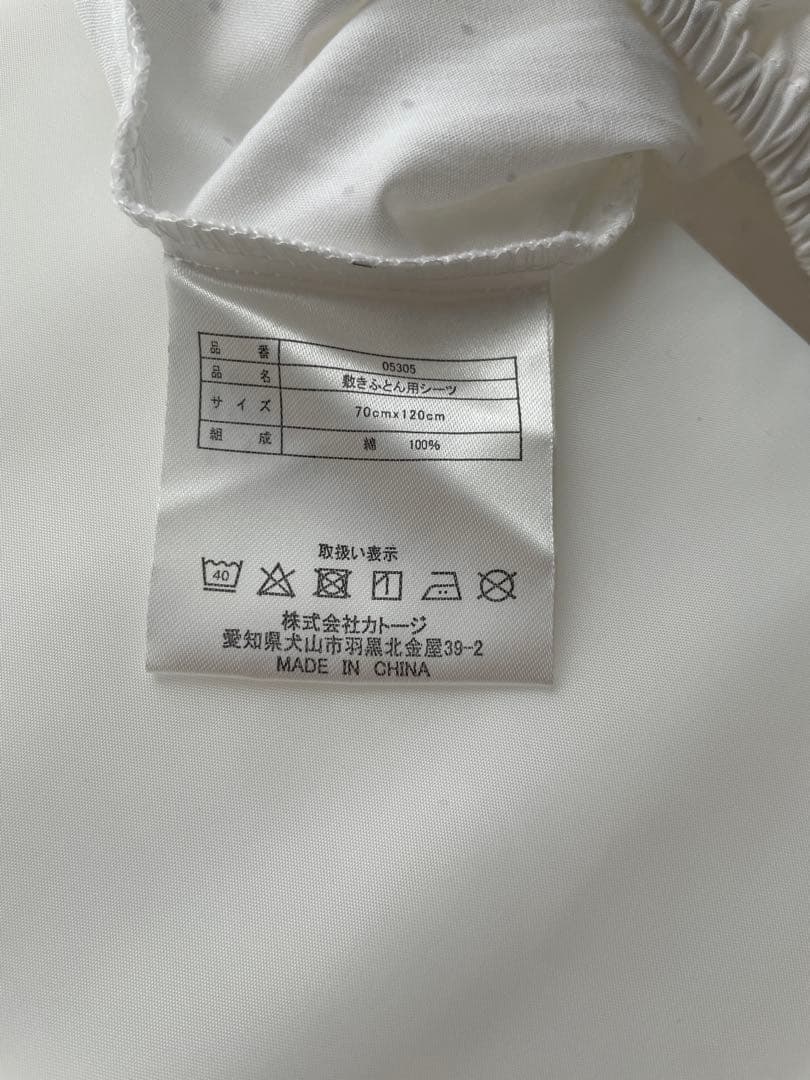 品番 05305
品名 敷きふとん用シーツ
サイズ 70cm×120cm
組成 綿 100%
取扱い表示
40
株式会社カトージ
愛知県犬山市羽黒北金屋39-2
MADE IN CHINA